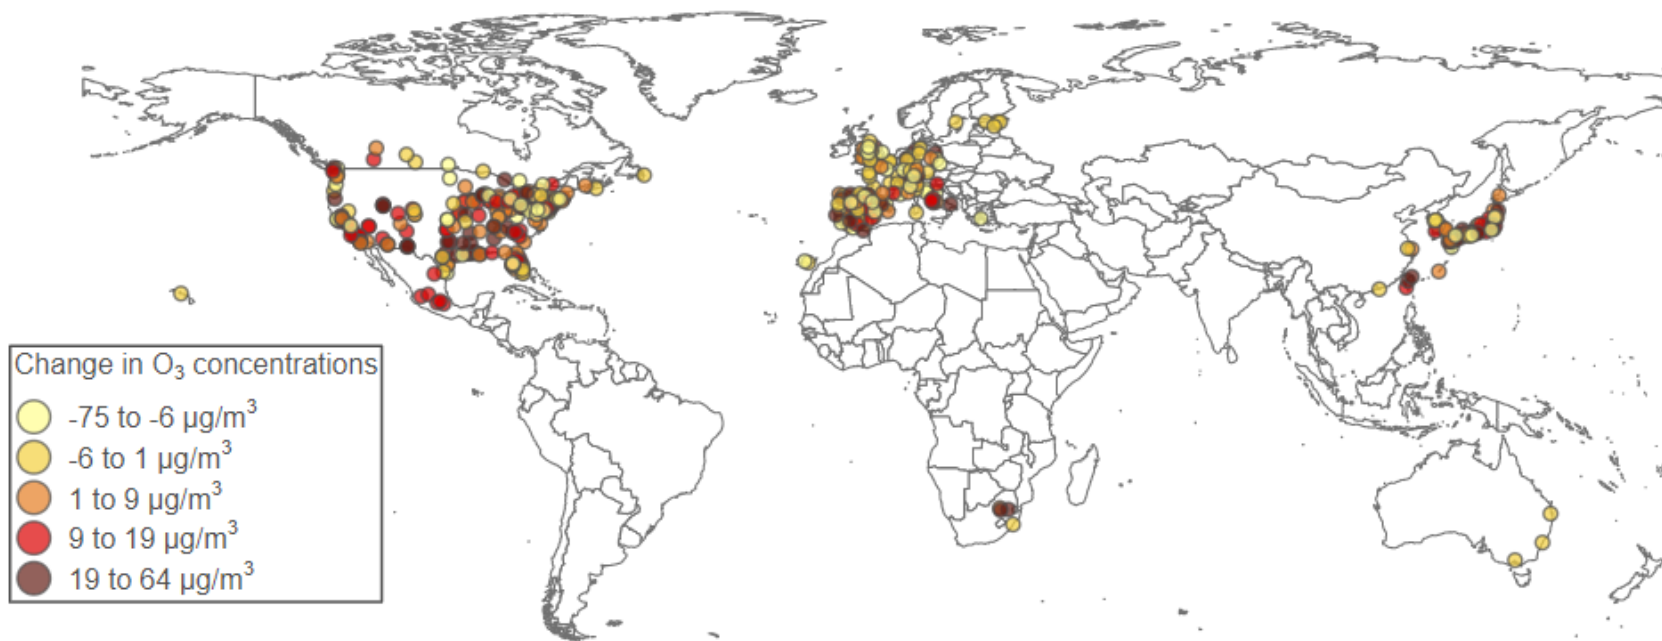 Change in O₃ concentrations
-75 to -6 µg/m³
-6 to 1 µg/m³
1 to 9 µg/m³
9 to 19 µg/m³
19 to 64 µg/m³